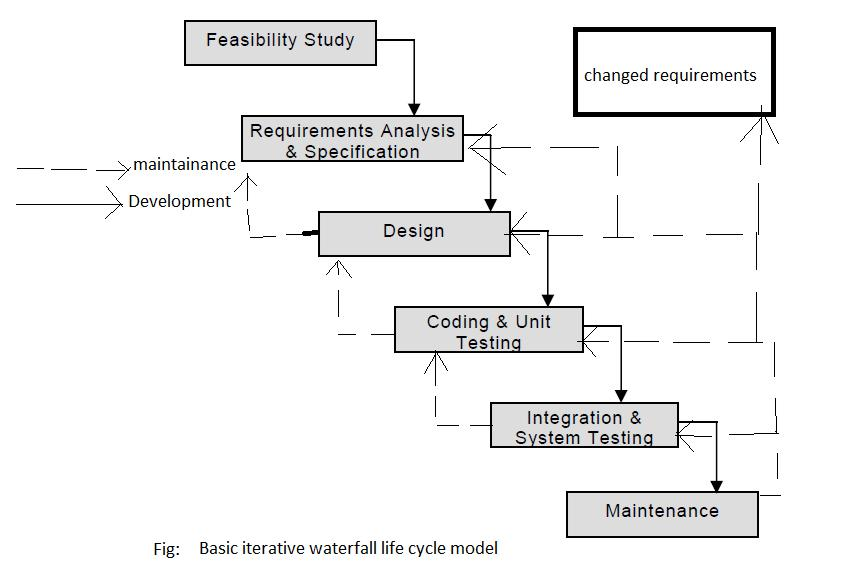 Feasibility Study
changed requirements
Requirements Analysis
& Specification
maintainance
Development
Design
Coding & Unit
Testing
Integration &
System Testing
Maintenance
Fig: Basic iterative waterfall life cycle model